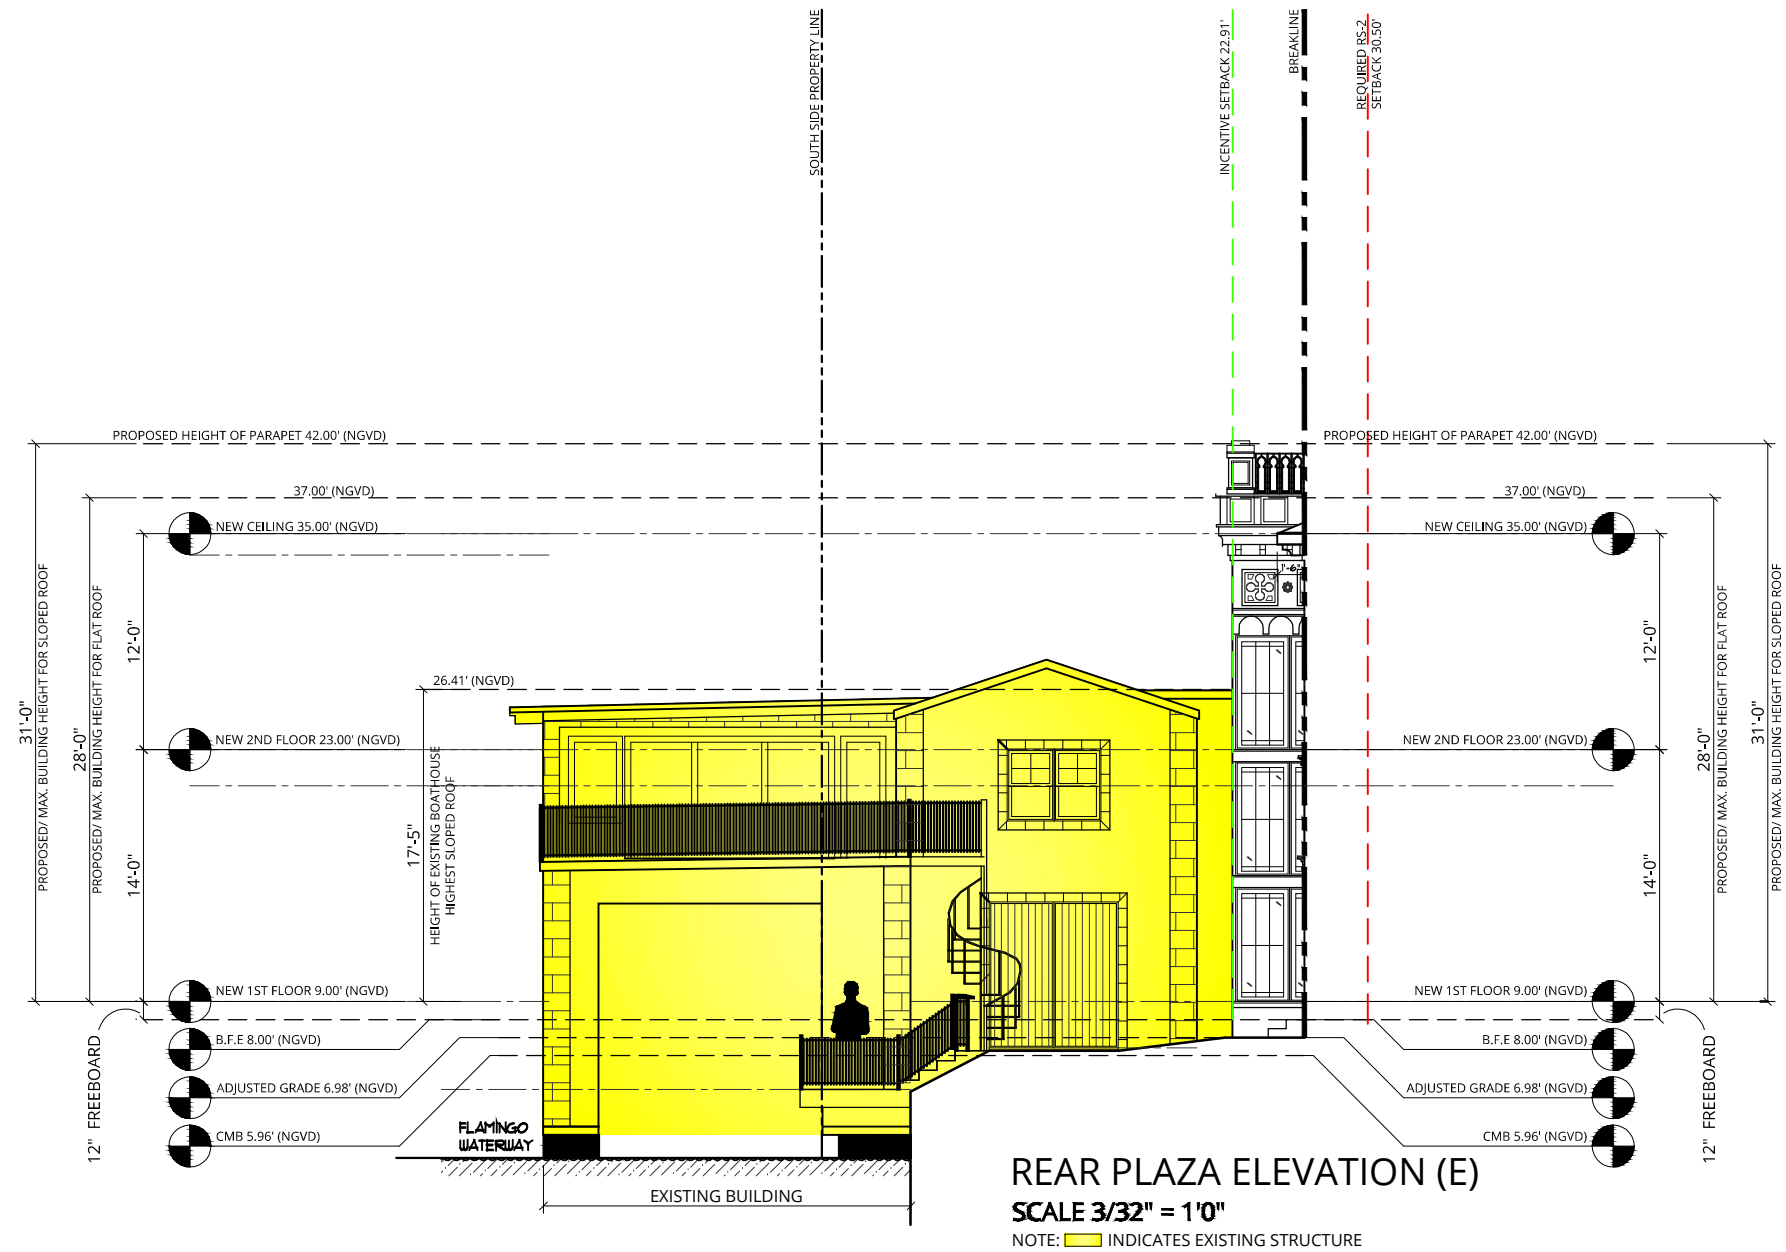 SOUTH SIDE PROPERTY LINE
INCENTIVE SETBACK 22.91'
BREAKLINE
REQUIRED RS-2
SETBACK 30.50'
PROPOSED HEIGHT OF PARAPET 42.00' (NGVD)
PROPOSED HEIGHT OF PARAPET 42.00' (NGVD)
37.00' (NGVD)
37.00' (NGVD)
NEW CEILING 35.00' (NGVD)
NEW CEILING 35.00' (NGVD)
1'-6"
31'-0"
PROPOSED/ MAX. BUILDING HEIGHT FOR SLOPED ROOF
28'-0"
PROPOSED/ MAX. BUILDING HEIGHT FOR FLAT ROOF
12'-0"
12'-0"
28'-0"
PROPOSED/ MAX. BUILDING HEIGHT FOR FLAT ROOF
31'-0"
PROPOSED/ MAX. BUILDING HEIGHT FOR SLOPED ROOF
26.41' (NGVD)
NEW 2ND FLOOR 23.00' (NGVD)
NEW 2ND FLOOR 23.00' (NGVD)
17'-5"
HEIGHT OF EXISTING BOATHOUSE
HIGHEST SLOPED ROOF
14'-0"
14'-0"
NEW 1ST FLOOR 9.00' (NGVD)
NEW 1ST FLOOR 9.00' (NGVD)
B.F.E 8.00' (NGVD)
B.F.E 8.00' (NGVD)
12" FREEBOARD
12" FREEBOARD
ADJUSTED GRADE 6.98' (NGVD)
ADJUSTED GRADE 6.98' (NGVD)
CMB 5.96' (NGVD)
CMB 5.96' (NGVD)
FLAMINGO
WATERWAY
EXISTING BUILDING
REAR PLAZA ELEVATION (E)
SCALE 3/32" = 1'0"
NOTE: INDICATES EXISTING STRUCTURE